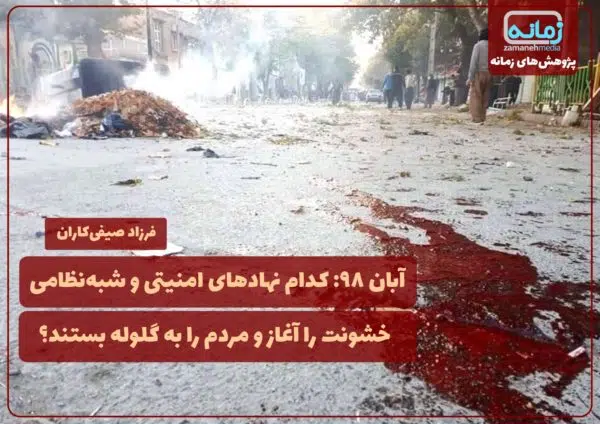 زمانه
zamanehmedia
پژوهش‌های زمانه
فرزاد صیفی‌کاران
آبان ۹۸: کدام نهادهای امنیتی و شبه‌نظامی
خشونت را آغاز و مردم را به گلوله بستند؟